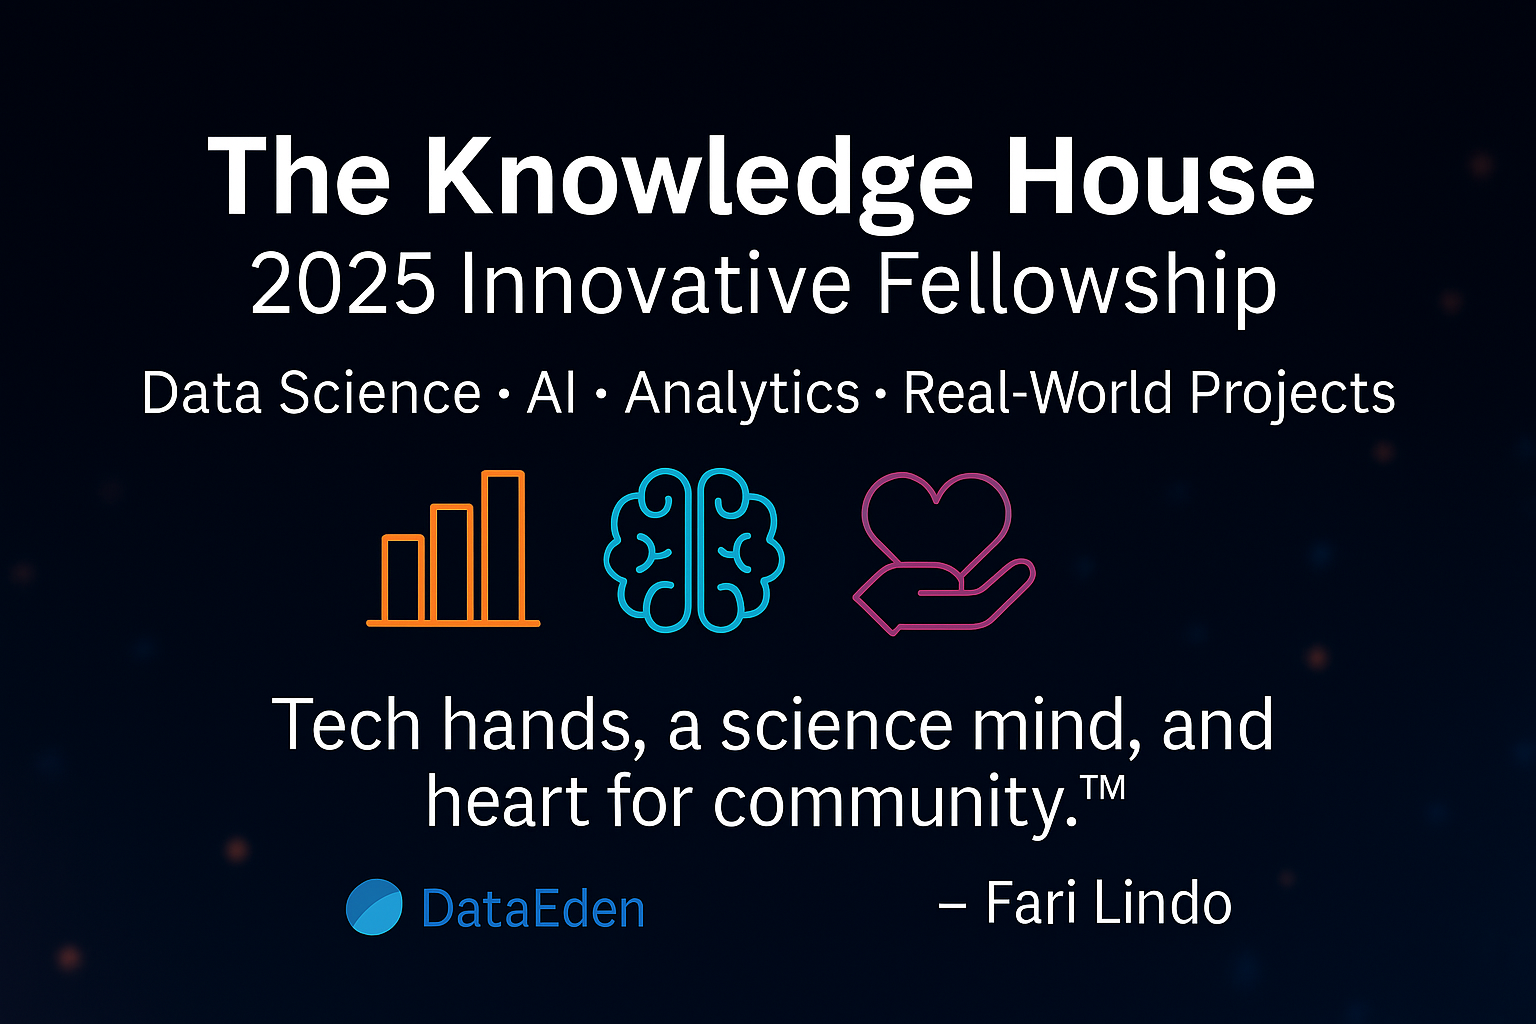 The Knowledge House
2025 Innovative Fellowship
Data Science • AI • Analytics • Real-World Projects
Tech hands, a science mind, and
heart for community.™
DataEden
– Fari Lindo